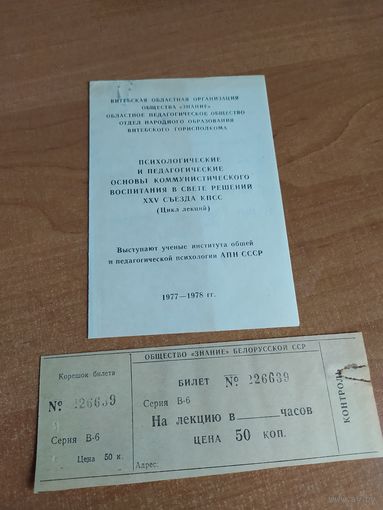 ВИТЕБСКАЯ ОБЛАСТНАЯ ОРГАНИЗАЦИЯ
ОБЩЕСТВА «ЗНАНИЕ»
ОБЛАСТНОЕ ПЕДАГОГИЧЕСКОЕ ОБЩЕСТВО
ОТДЕЛ НАРОДНОГО ОБРАЗОВАНИЯ
ВИТЕБСКОГО ГОРИСПОЛКОМА
ПСИХОЛОГИЧЕСКИЕ
И ПЕДАГОГИЧЕСКИЕ
ОСНОВЫ КОММУНИСТИЧЕСКОГО
ВОСПИТАНИЯ В СВЕТЕ РЕШЕНИЙ
XXV СЪЕЗДА КПСС
(Цикл лекций)
Выступают ученые института общей
и педагогической психологии АПН СССР
1977—1978 гг.
Корешок билета
№ 226639
Серия В-6
Цена 50 к.
ОБЩЕСТВО «ЗНАНИЕ» БЕЛОРУССКОЙ ССР
БИЛЕТ № 226639
Серия В-6
На лекцию в ______ часов
ЦЕНА 50 КОП.
Адрес:
КОНТРОЛЬ